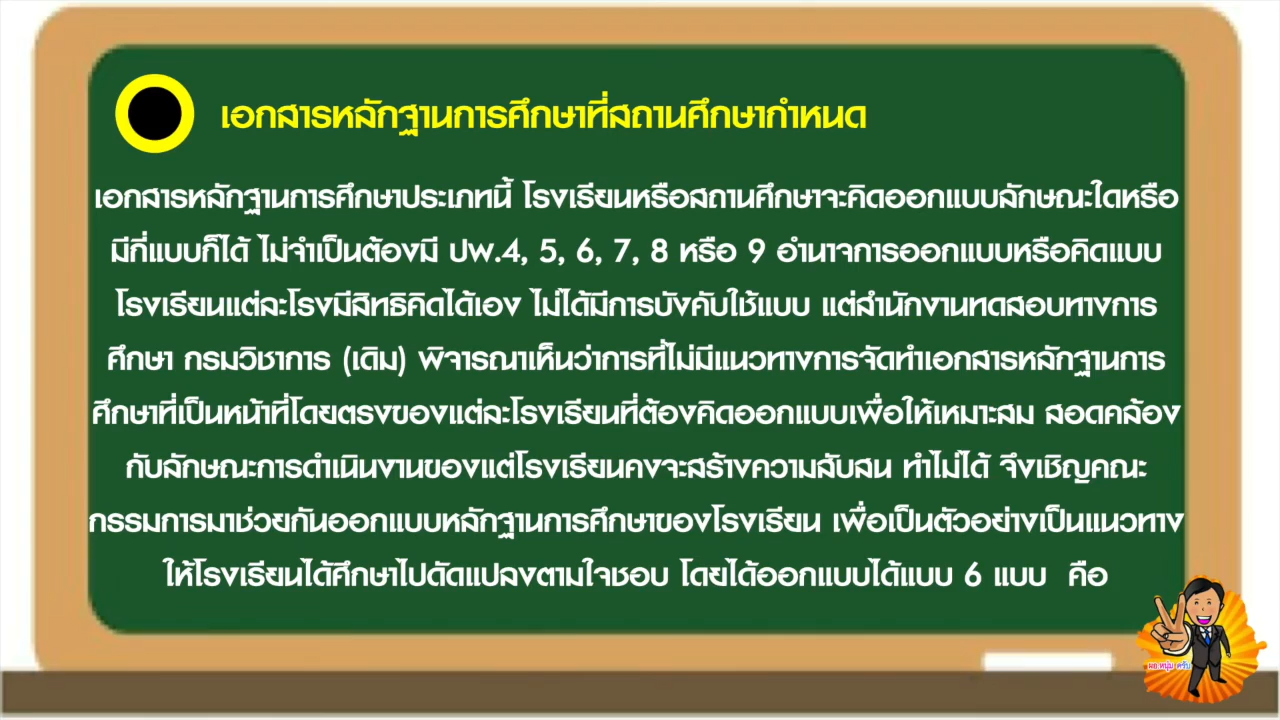 เอกสารหลักฐานการศึกษาที่สถานศึกษากำหนด
เอกสารหลักฐานการศึกษาประเภทนี้ โรงเรียนหรือสถานศึกษาจะคิดออกแบบลักษณะใดหรือ
มีกี่แบบก็ได้ ไม่จำเป็นต้องมี ปพ.4, 5, 6, 7, 8 หรือ 9 อำนาจการออกแบบหรือคิดแบบ
โรงเรียนแต่ละโรงมีสิทธิคิดได้เอง ไม่ได้มีการบังคับใช้แบบ แต่สำนักงานทดสอบทางการ
ศึกษา กรมวิชาการ (เดิม) พิจารณาเห็นว่าการที่ไม่มีแนวทางการจัดทำเอกสารหลักฐานการ
ศึกษาที่เป็นหน้าที่โดยตรงของแต่ละโรงเรียนที่ต้องคิดออกแบบเพื่อให้เหมาะสม สอดคล้อง
กับลักษณะการดำเนินงานของแต่โรงเรียนคงจะสร้างความสับสน ทำไม่ได้ จึงเชิญคณะ
กรรมการมาช่วยกันออกแบบหลักฐานการศึกษาของโรงเรียน เพื่อเป็นตัวอย่างเป็นแนวทาง
ให้โรงเรียนได้ศึกษาไปดัดแปลงตามใจชอบ โดยได้ออกแบบได้แบบ 6 แบบ คือ
ผอ.หนุ่ม ครับ